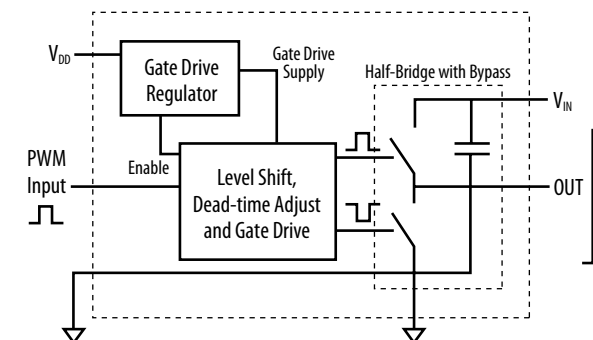 V_DD
Gate Drive
Regulator
Gate Drive
Supply
Half-Bridge with Bypass
V_IN
PWM
Input
Enable
Level Shift,
Dead-time Adjust
and Gate Drive
OUT